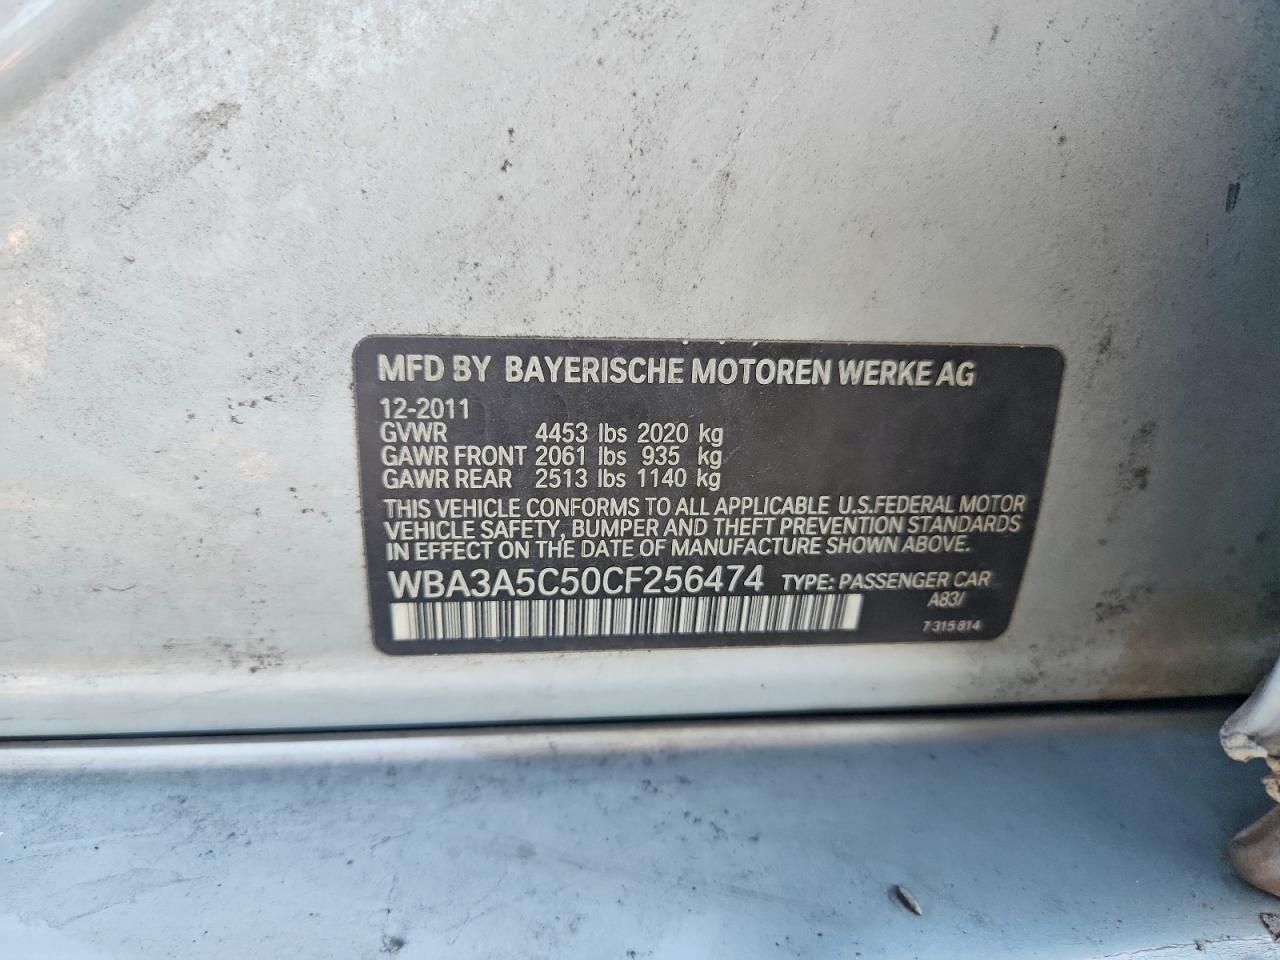 MFD BY BAYERISCHE MOTOREN WERKE AG
12-2011
GVWR 4453 lbs 2020 kg
GAWR FRONT 2061 lbs 935 kg
GAWR REAR 2513 lbs 1140 kg
THIS VEHICLE CONFORMS TO ALL APPLICABLE U.S.FEDERAL MOTOR
VEHICLE SAFETY, BUMPER AND THEFT PREVENTION STANDARDS
IN EFFECT ON THE DATE OF MANUFACTURE SHOWN ABOVE.
WBA3A5C50CF256474 TYPE: PASSENGER CAR
A83/
7 315 814